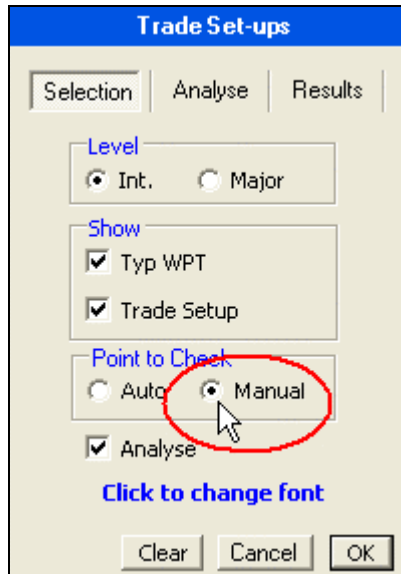 Trade Set-ups
Selection Analyse Results
Level
Int. Major
Show
Typ WPT
Trade Setup
Point to Check
Auto Manual
Analyse
Click to change font
Clear Cancel OK